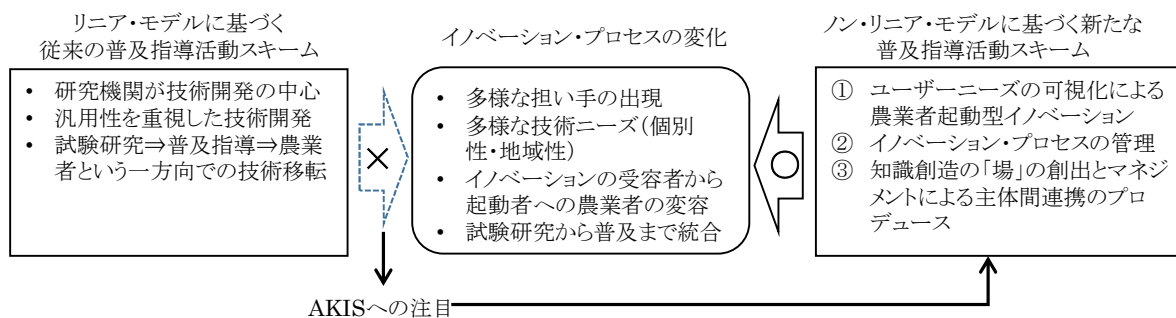 リニア・モデルに基づく
従来の普及指導活動スキーム
• 研究機関が技術開発の中心
• 汎用性を重視した技術開発
• 試験研究⇒普及指導⇒農業
者という一方向での技術移転
×
イノベーション・プロセスの変化
• 多様な担い手の出現
• 多様な技術ニーズ(個別
性・地域性)
• イノベーションの受容者から
起動者への農業者の変容
• 試験研究から普及まで統合
○
ノン・リニア・モデルに基づく新たな
普及指導活動スキーム
① ユーザーニーズの可視化による
農業者起動型イノベーション
② イノベーション・プロセスの管理
③ 知識創造の「場」の創出とマネジ
メントによる主体間連携のプロ
デュース
AKISへの注目